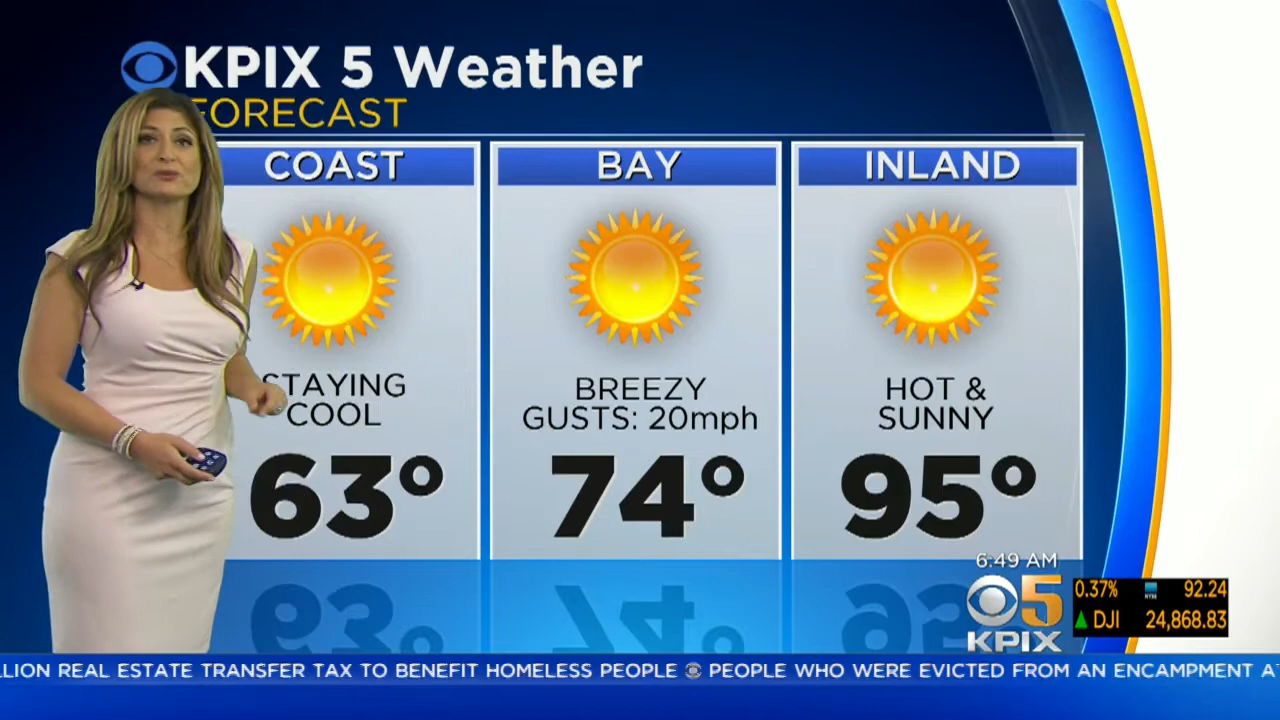 KPIX 5 Weather
FORECAST
COAST
STAYING
COOL
63°
BAY
BREEZY
GUSTS: 20mph
74°
INLAND
HOT &
SUNNY
95°
6:49 AM
5
KPIX
0.37% 92.24
DJI 24,868.83
LLION REAL ESTATE TRANSFER TAX TO BENEFIT HOMELESS PEOPLE PEOPLE WHO WERE EVICTED FROM AN ENCAMPMENT AT